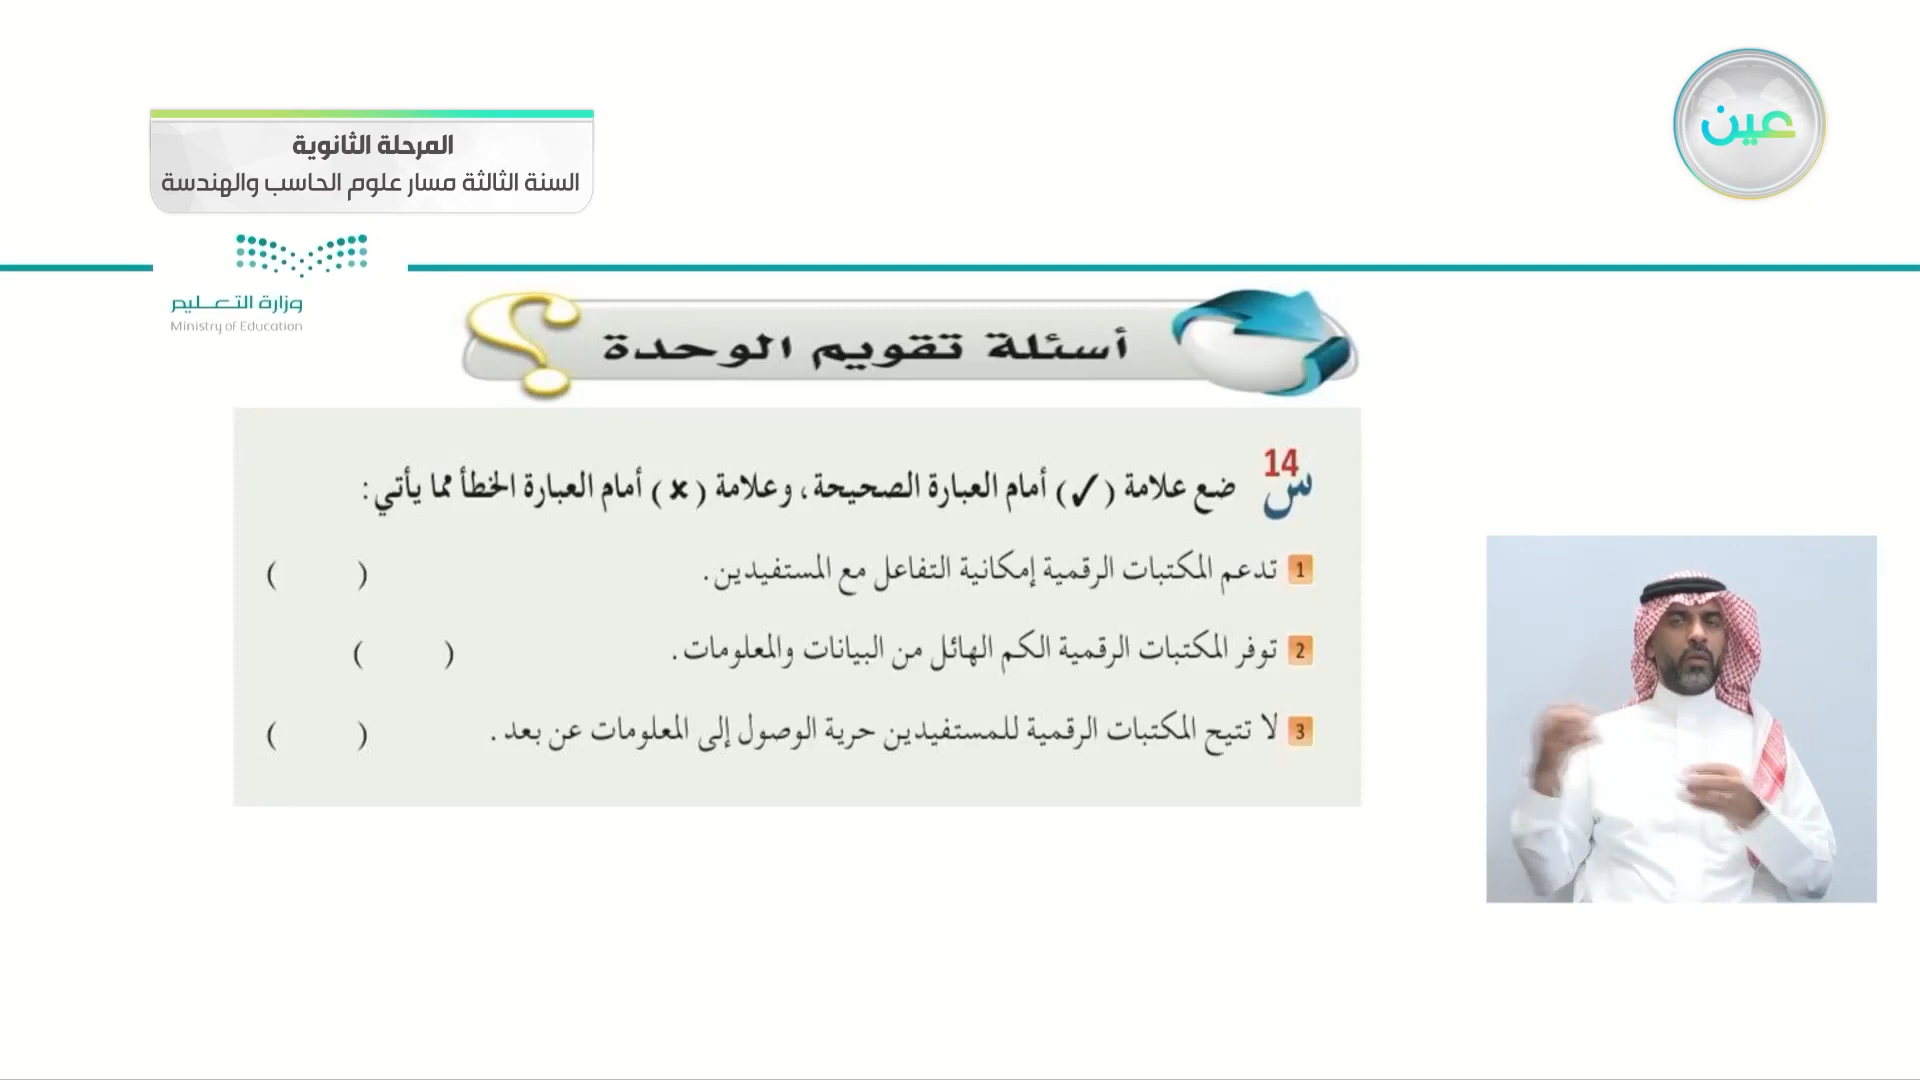 عين
المرحلة الثانوية
السنة الثالثة مسار علوم الحاسب والهندسة
وزارة التعليم
Ministry of Education
أسئلة تقويم الوحدة
س14 ضع علامة (✓) أمام العبارة الصحيحة، وعلامة (✗) أمام العبارة الخطأ مما يأتي:
1 تدعم المكتبات الرقمية إمكانية التفاعل مع المستفيدين. ( )
2 توفر المكتبات الرقمية الكم الهائل من البيانات والمعلومات. ( )
3 لا تتيح المكتبات الرقمية للمستفيدين حرية الوصول إلى المعلومات عن بعد. ( )